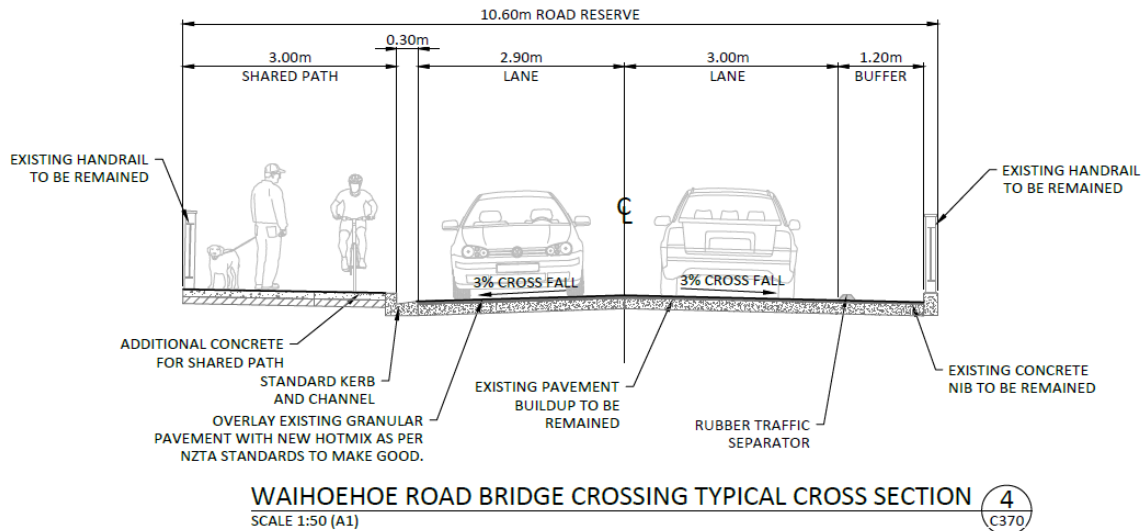 10.60m ROAD RESERVE
0.30m
3.00m
SHARED PATH
2.90m
LANE
3.00m
LANE
1.20m
BUFFER
EXISTING HANDRAIL
TO BE REMAINED
EXISTING HANDRAIL
TO BE REMAINED
℄
3% CROSS FALL
3% CROSS FALL
ADDITIONAL CONCRETE
FOR SHARED PATH
STANDARD KERB
AND CHANNEL
OVERLAY EXISTING GRANULAR
PAVEMENT WITH NEW HOTMIX AS PER
NZTA STANDARDS TO MAKE GOOD.
EXISTING PAVEMENT
BUILDUP TO BE
REMAINED
RUBBER TRAFFIC
SEPARATOR
EXISTING CONCRETE
NIB TO BE REMAINED
WAIHOEHOE ROAD BRIDGE CROSSING TYPICAL CROSS SECTION
SCALE 1:50 (A1)
4
C370